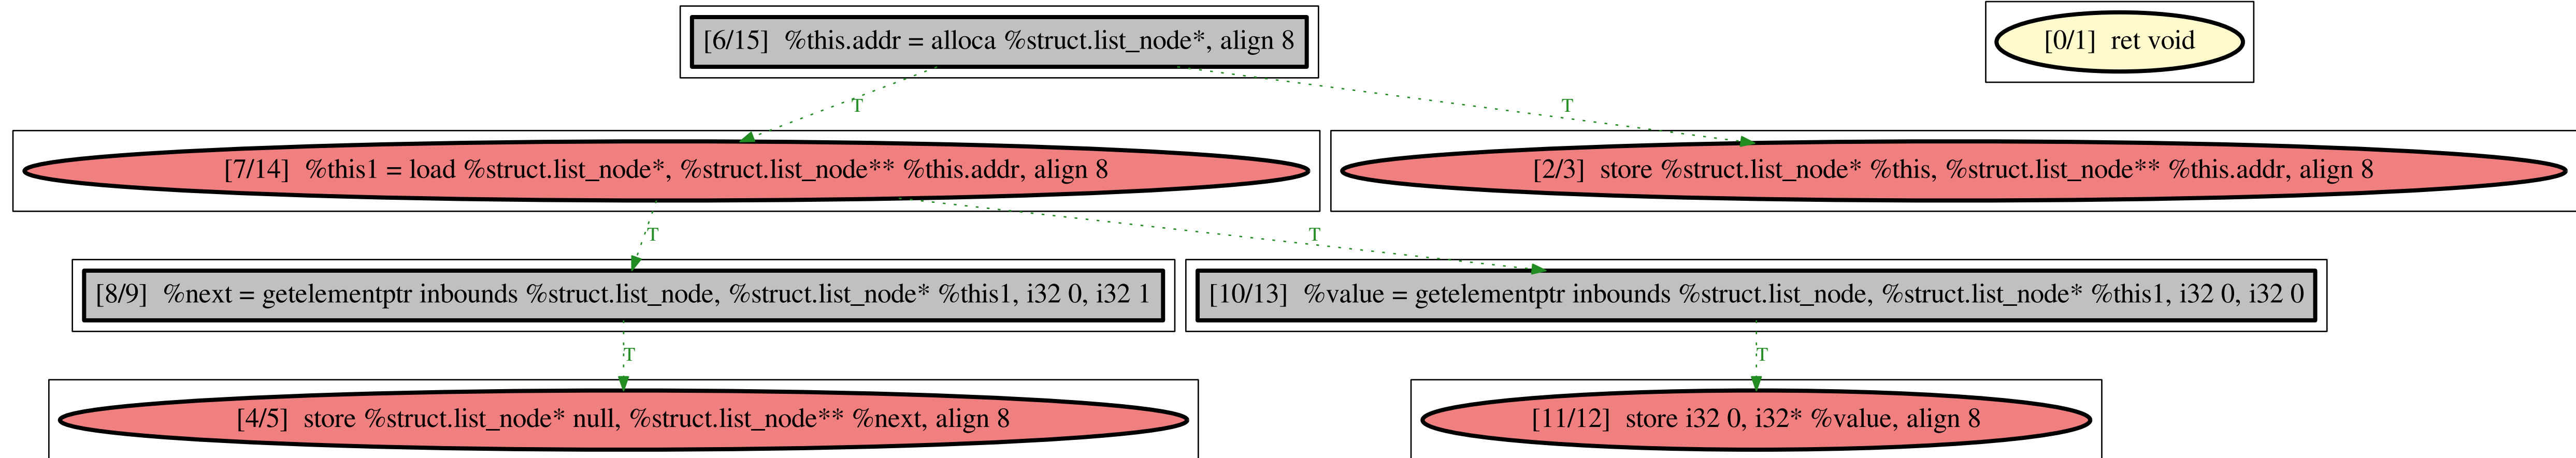 [6/15]  %this.addr = alloca %struct.list_node*, align 8
[0/1]  ret void
T
T
[7/14]  %this1 = load %struct.list_node*, %struct.list_node** %this.addr, align 8
[2/3]  store %struct.list_node* %this, %struct.list_node** %this.addr, align 8
T
T
[8/9]  %next = getelementptr inbounds %struct.list_node, %struct.list_node* %this1, i32 0, i32 1
[10/13]  %value = getelementptr inbounds %struct.list_node, %struct.list_node* %this1, i32 0, i32 0
T
T
[4/5]  store %struct.list_node* null, %struct.list_node** %next, align 8
[11/12]  store i32 0, i32* %value, align 8